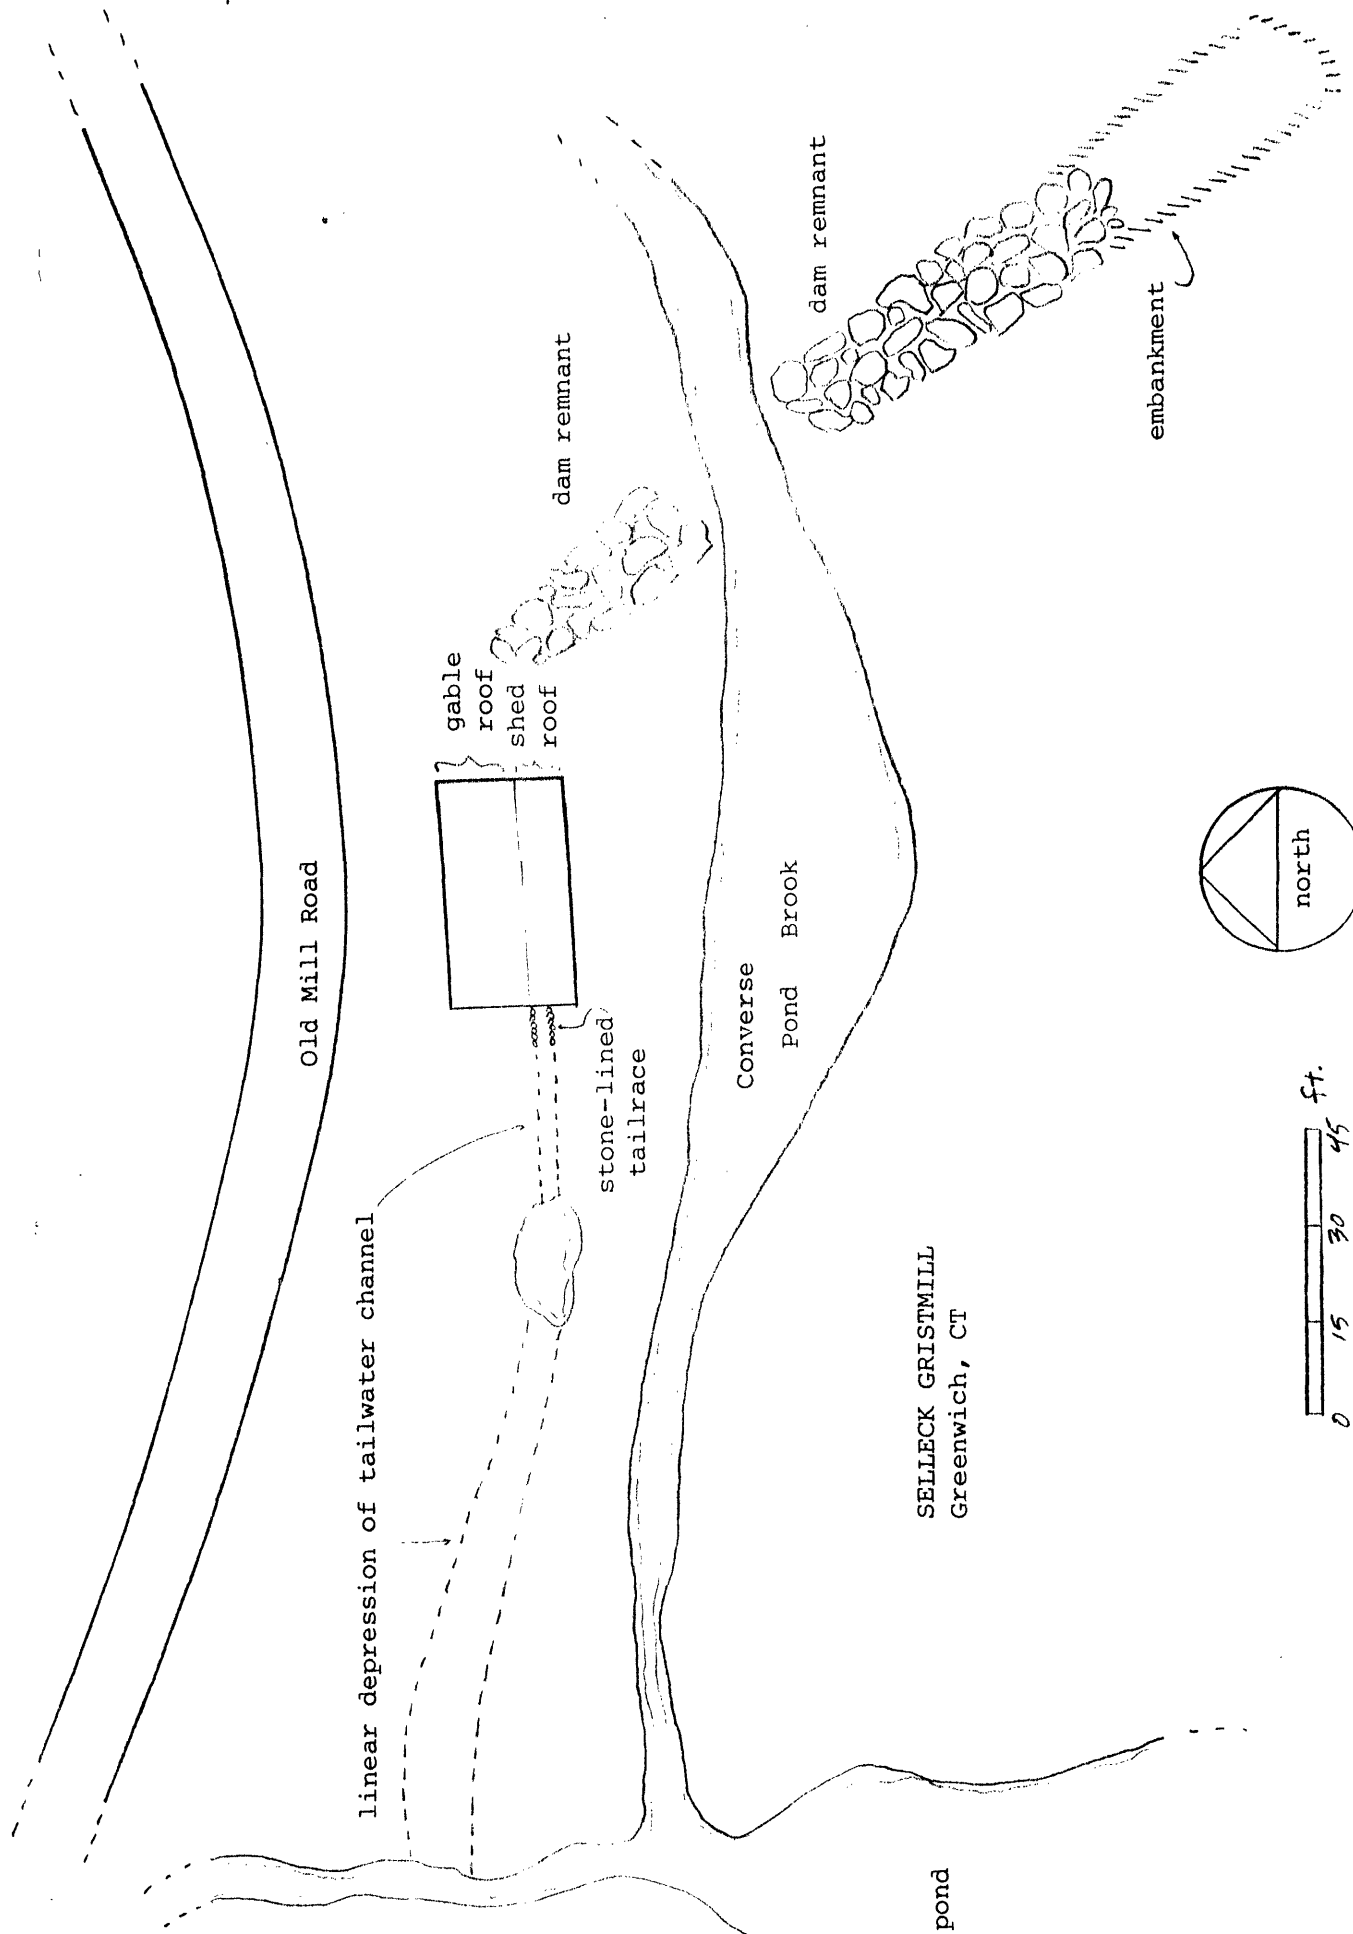 Old Mill Road
linear depression of tailwater channel
gable
roof
shed
roof
dam remnant
dam remnant
stone-lined
tailrace
Converse
Pond Brook
embankment
pond
SELLECK GRISTMILL
Greenwich, CT
0 15 30 45 ft.
north